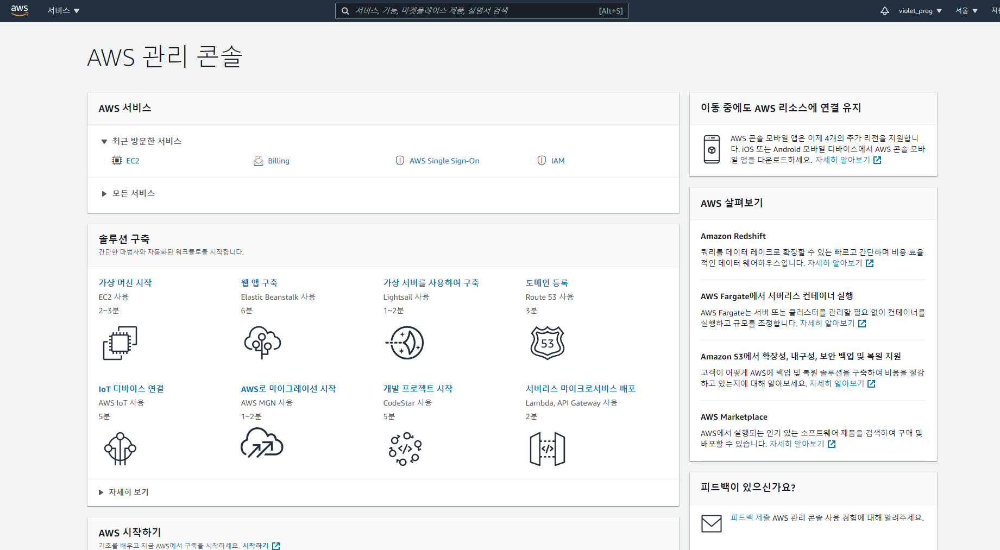 aws
서비스
서비스, 기능, 마켓플레이스 제품, 설명서 검색
[Alt+S]
violet_prog
서울
AWS 관리 콘솔
AWS 서비스
최근 방문한 서비스
EC2
Billing
AWS Single Sign-On
IAM
모든 서비스
솔루션 구축
간단한 마법사와 자동화된 워크플로를 시작합니다.
가상 머신 시작
EC2 사용
2~3분
웹 앱 구축
Elastic Beanstalk 사용
6분
가상 서버를 사용하여 구축
Lightsail 사용
1~2분
도메인 등록
Route 53 사용
3분
53
IoT 디바이스 연결
AWS IoT 사용
5분
AWS로 마이그레이션 시작
AWS MGN 사용
1~2분
개발 프로젝트 시작
CodeStar 사용
5분
</>
서버리스 마이크로서비스 배포
Lambda, API Gateway 사용
2분
</>
자세히 보기
AWS 시작하기
기초를 배우고 지금 AWS에서 구축을 시작하세요. 시작하기
이동 중에도 AWS 리소스에 연결 유지
AWS 콘솔 모바일 앱은 이제 4개의 추가 리전을 지원합니
다. iOS 또는 Android 모바일 디바이스에서 AWS 콘솔 모바
일 앱을 다운로드하세요. 자세히 알아보기
AWS 살펴보기
Amazon Redshift
쿼리를 데이터 레이크로 확장할 수 있는 빠르고 간단하며 비용 효율
적인 데이터 웨어하우스입니다. 자세히 알아보기
AWS Fargate에서 서버리스 컨테이너 실행
AWS Fargate는 서버 또는 클러스터를 관리할 필요 없이 컨테이너를
실행하고 규모를 조정합니다. 자세히 알아보기
Amazon S3에서 확장성, 내구성, 보안 백업 및 복원 지원
고객이 어떻게 AWS에 백업 및 복원 솔루션을 구축하여 비용을 절감
하고 있는지에 대해 알아보세요. 자세히 알아보기
AWS Marketplace
AWS에서 실행되는 인기 있는 소프트웨어 제품을 검색하여 구매 및
배포할 수 있습니다. 자세히 알아보기
피드백이 있으신가요?
피드백 제출 AWS 관리 콘솔 사용 경험에 대해 알려주세요.